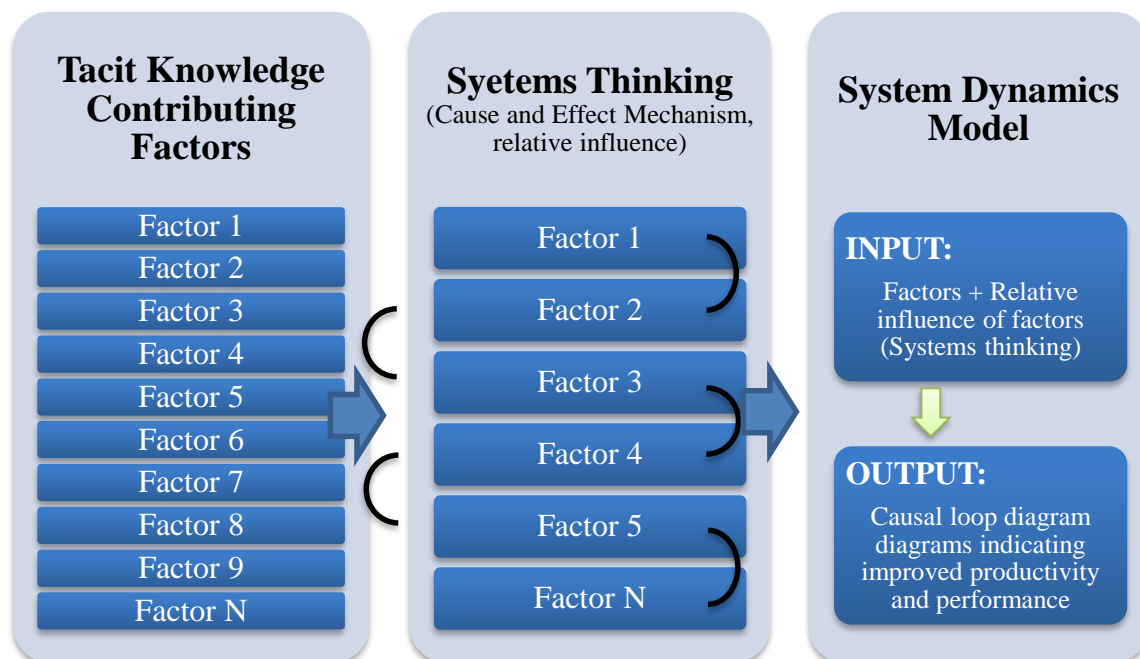 Tacit Knowledge
Contributing
Factors
Factor 1
Factor 2
Factor 3
Factor 4
Factor 5
Factor 6
Factor 7
Factor 8
Factor 9
Factor N
Syetems Thinking
(Cause and Effect Mechanism,
relative influence)
Factor 1
Factor 2
Factor 3
Factor 4
Factor 5
Factor N
System Dynamics
Model
INPUT:
Factors + Relative
influence of factors
(Systems thinking)
OUTPUT:
Causal loop diagram
diagrams indicating
improved productivity
and performance